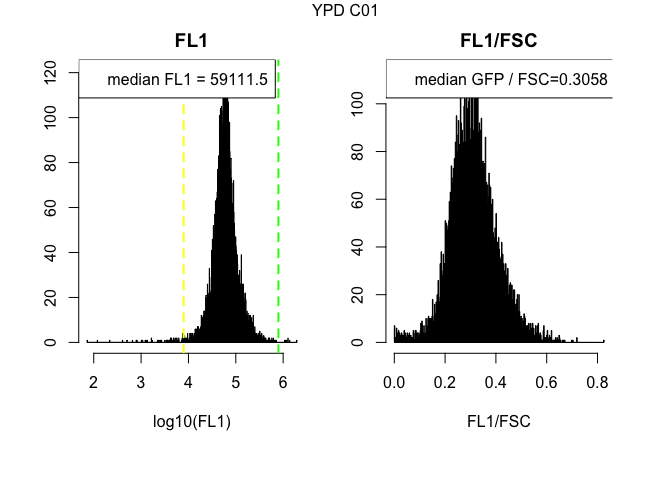 YPD C01
FL1
median FL1 = 59111.5
0 20 40 60 80 100 120
2 3 4 5 6
log10(FL1)
FL1/FSC
median GFP / FSC=0.3058
0 20 40 60 80 100
0.0 0.2 0.4 0.6 0.8
FL1/FSC